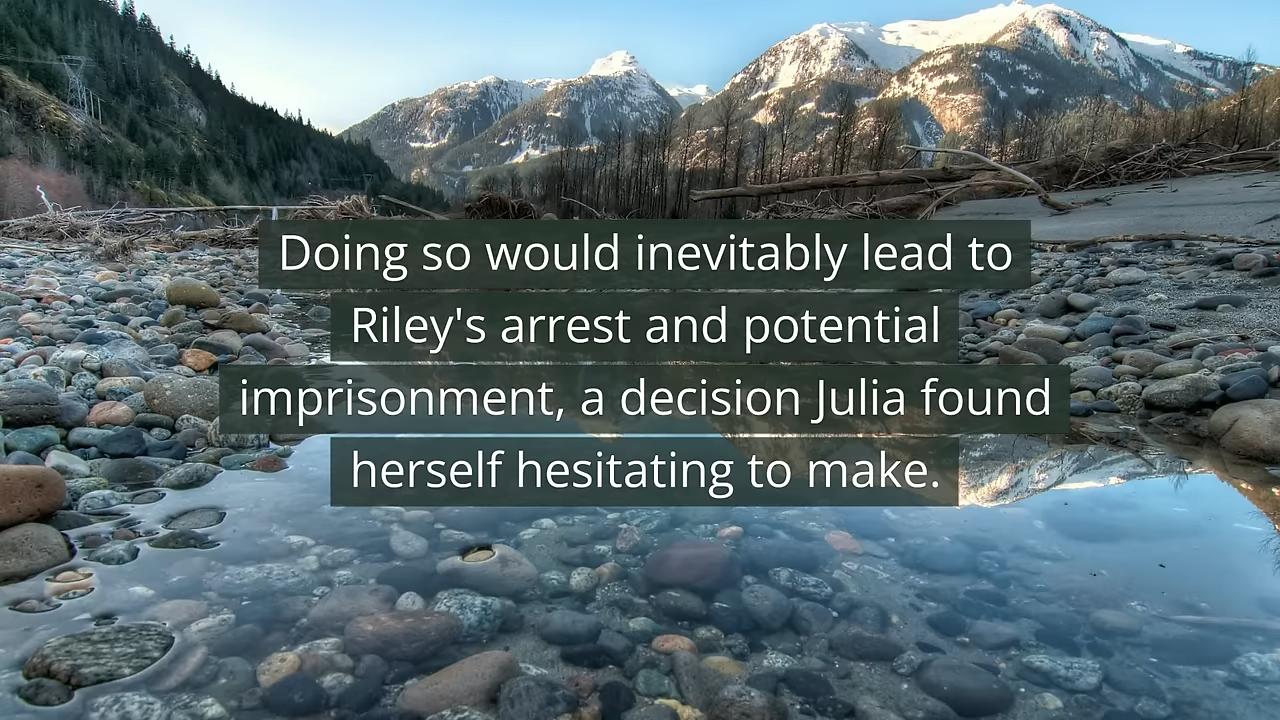 Doing so would inevitably lead to
Riley's arrest and potential
imprisonment, a decision Julia found
herself hesitating to make.